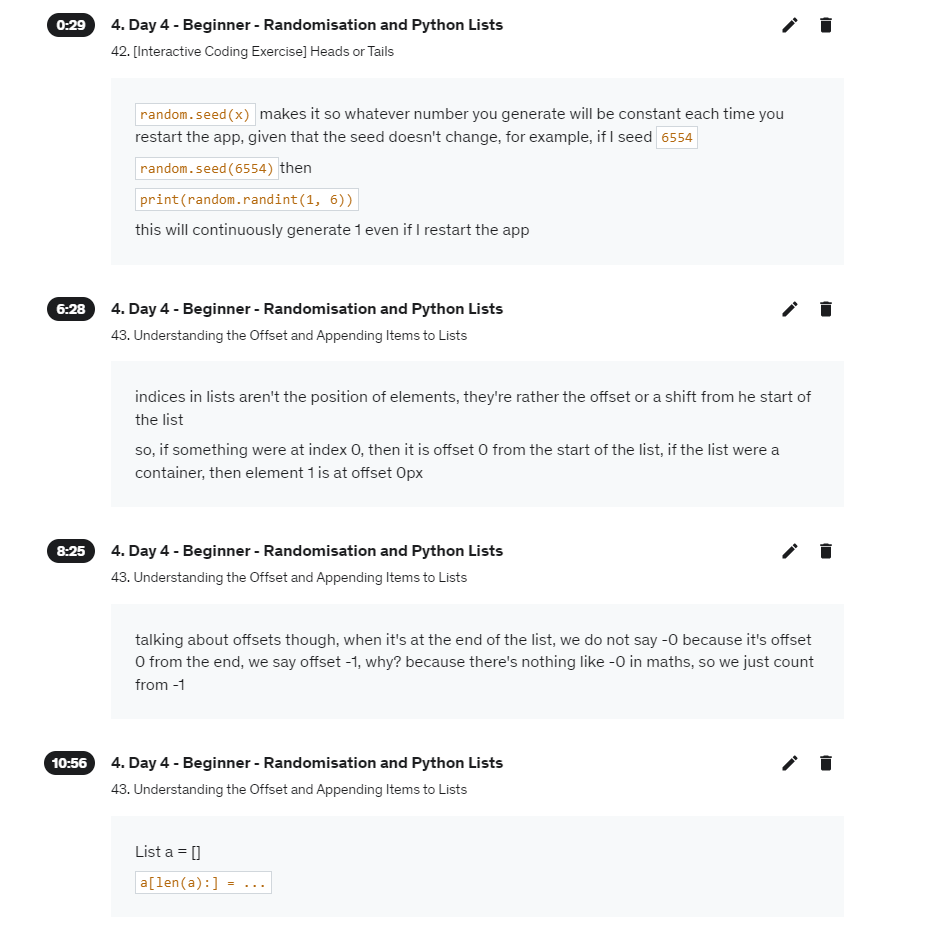 0:29
4. Day 4 - Beginner - Randomisation and Python Lists
42. [Interactive Coding Exercise] Heads or Tails
random.seed(x) makes it so whatever number you generate will be constant each time you
restart the app, given that the seed doesn't change, for example, if I seed 6554
random.seed(6554) then
print(random.randint(1, 6))
this will continuously generate 1 even if I restart the app
6:28
4. Day 4 - Beginner - Randomisation and Python Lists
43. Understanding the Offset and Appending Items to Lists
indices in lists aren't the position of elements, they're rather the offset or a shift from he start of
the list
so, if something were at index 0, then it is offset 0 from the start of the list, if the list were a
container, then element 1 is at offset 0px
8:25
4. Day 4 - Beginner - Randomisation and Python Lists
43. Understanding the Offset and Appending Items to Lists
talking about offsets though, when it's at the end of the list, we do not say -0 because it's offset
0 from the end, we say offset -1, why? because there's nothing like -0 in maths, so we just count
from -1
10:56
4. Day 4 - Beginner - Randomisation and Python Lists
43. Understanding the Offset and Appending Items to Lists
List a = []
a[len(a):] = ...